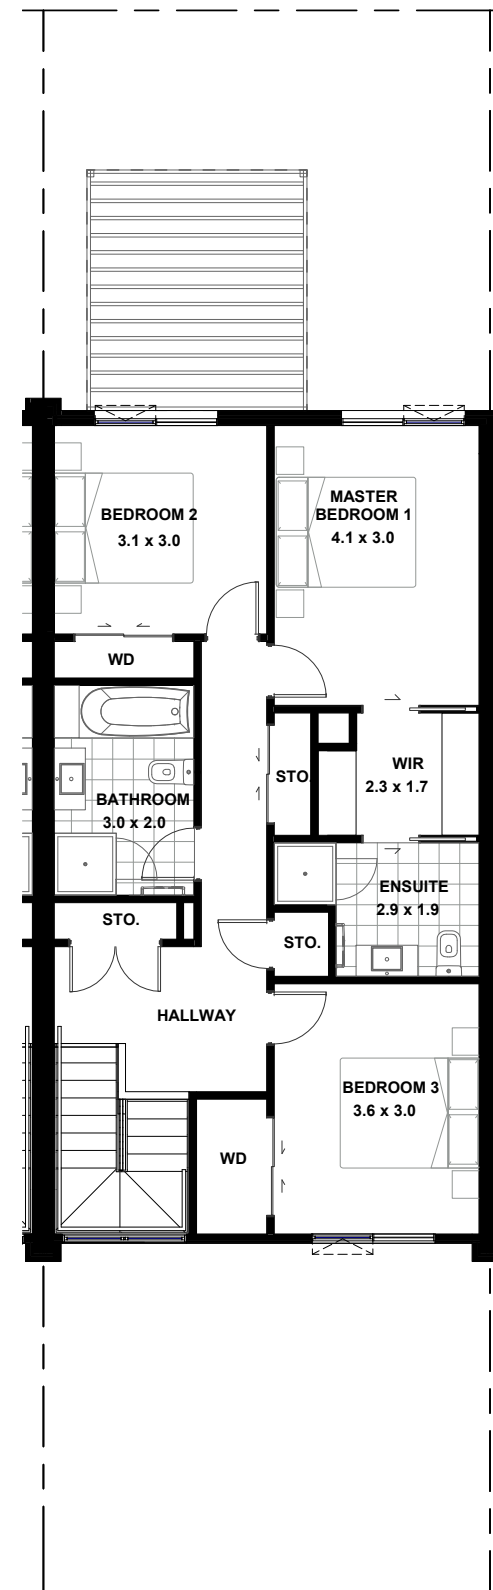 BEDROOM 2
3.1 x 3.0
MASTER
BEDROOM 1
4.1 x 3.0
WD
STO.
WIR
2.3 x 1.7
BATHROOM
3.0 x 2.0
ENSUITE
2.9 x 1.9
STO.
STO.
HALLWAY
BEDROOM 3
3.6 x 3.0
WD